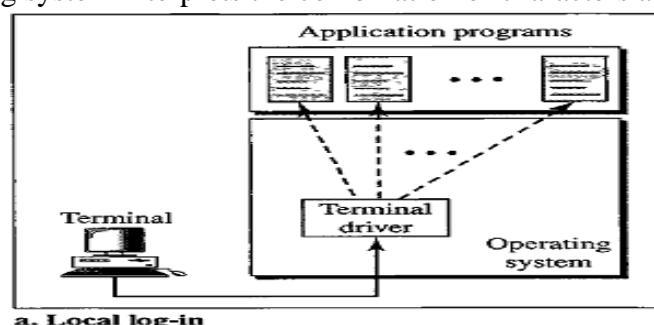 Application programs
Terminal
Terminal
driver
Operating
system
a. Local log-in